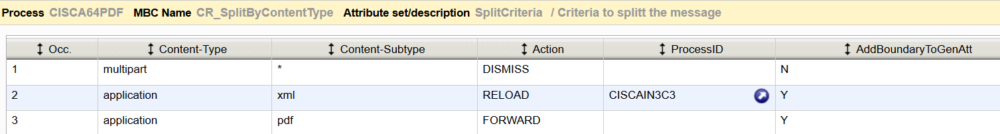 Process CISCA64PDF MBC Name CR_SplitByContentType Attribute set/description SplitCriteria / Criteria to splitt the message
Occ. Content-Type Content-Subtype Action ProcessID AddBoundaryToGenAtt
1 multipart * DISMISS N
2 application xml RELOAD CISCAIN3C3 Y
3 application pdf FORWARD Y